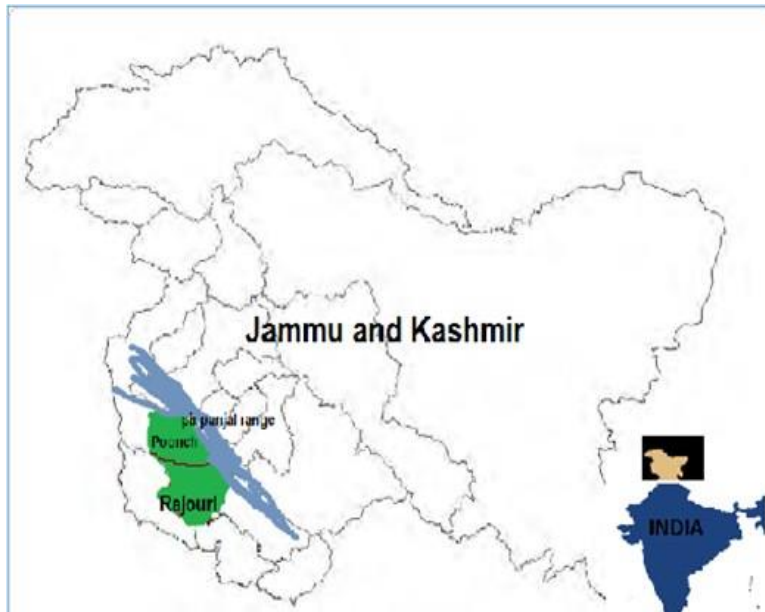 Jammu and Kashmir
pir panjal range
Poonch
Rajouri
INDIA